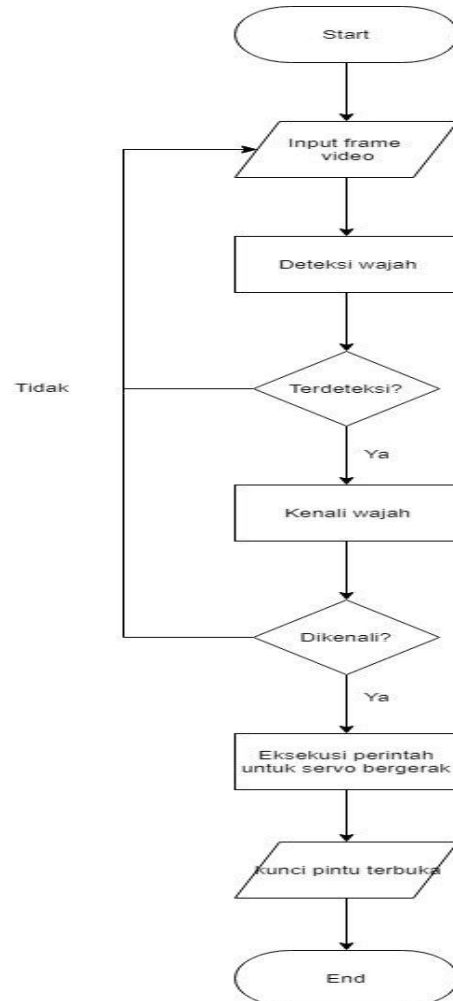 Start
Input frame
video
Deteksi wajah
Terdeteksi?
Tidak
Ya
Kenali wajah
Dikenali?
Ya
Eksekusi perintah
untuk servo bergerak
kunci pintu terbuka
End